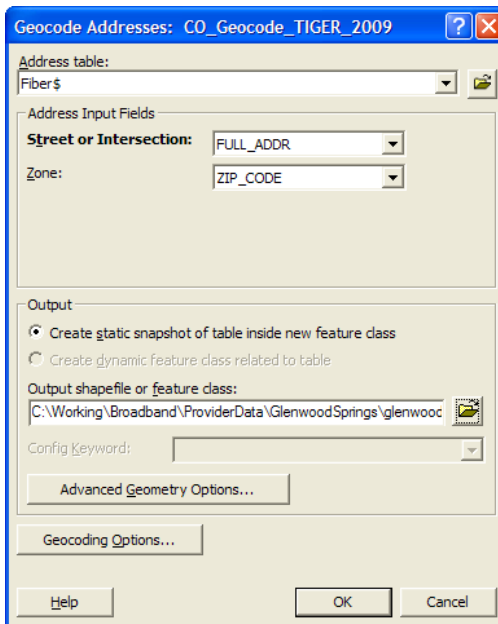 Geocode Addresses: CO_Geocode_TIGER_2009
Address table:
Fiber$
Address Input Fields
Street or Intersection:
FULL_ADDR
Zone:
ZIP_CODE
Output
Create static snapshot of table inside new feature class
Create dynamic feature class related to table
Output shapefile or feature class:
C:\Working\Broadband\ProviderData\GlenwoodSprings\glenwood
Config Keyword:
Advanced Geometry Options...
Geocoding Options...
Help
OK
Cancel